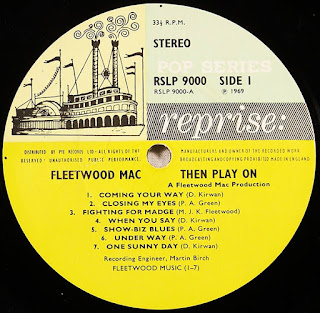 33⅓ R.P.M.
STEREO
POP SERIES
RSLP 9000 SIDE 1
RSLP 9000-A ℗ 1969
reprise:
DISTRIBUTED BY PYE RECORDS LTD · ALL RIGHTS OF THE MANUFACTURERS AND OWNER OF THE RECORDED WORK
RESERVED · UNAUTHORISED PUBLIC PERFORMANCE, BROADCASTING AND COPYING PROHIBITED MADE IN ENGLAND
FLEETWOOD MAC THEN PLAY ON
A Fleetwood Mac Production
1. COMING YOUR WAY (D. Kirwan)
2. CLOSING MY EYES (P. A. Green)
3. FIGHTING FOR MADGE (M. J. K. Fleetwood)
4. WHEN YOU SAY (D. Kirwan)
5. SHOW-BIZ BLUES (P. A. Green)
6. UNDER WAY (P. A. Green)
7. ONE SUNNY DAY (D. Kirwan)
Recording Engineer, Martin Birch
FLEETWOOD MUSIC (1-7)